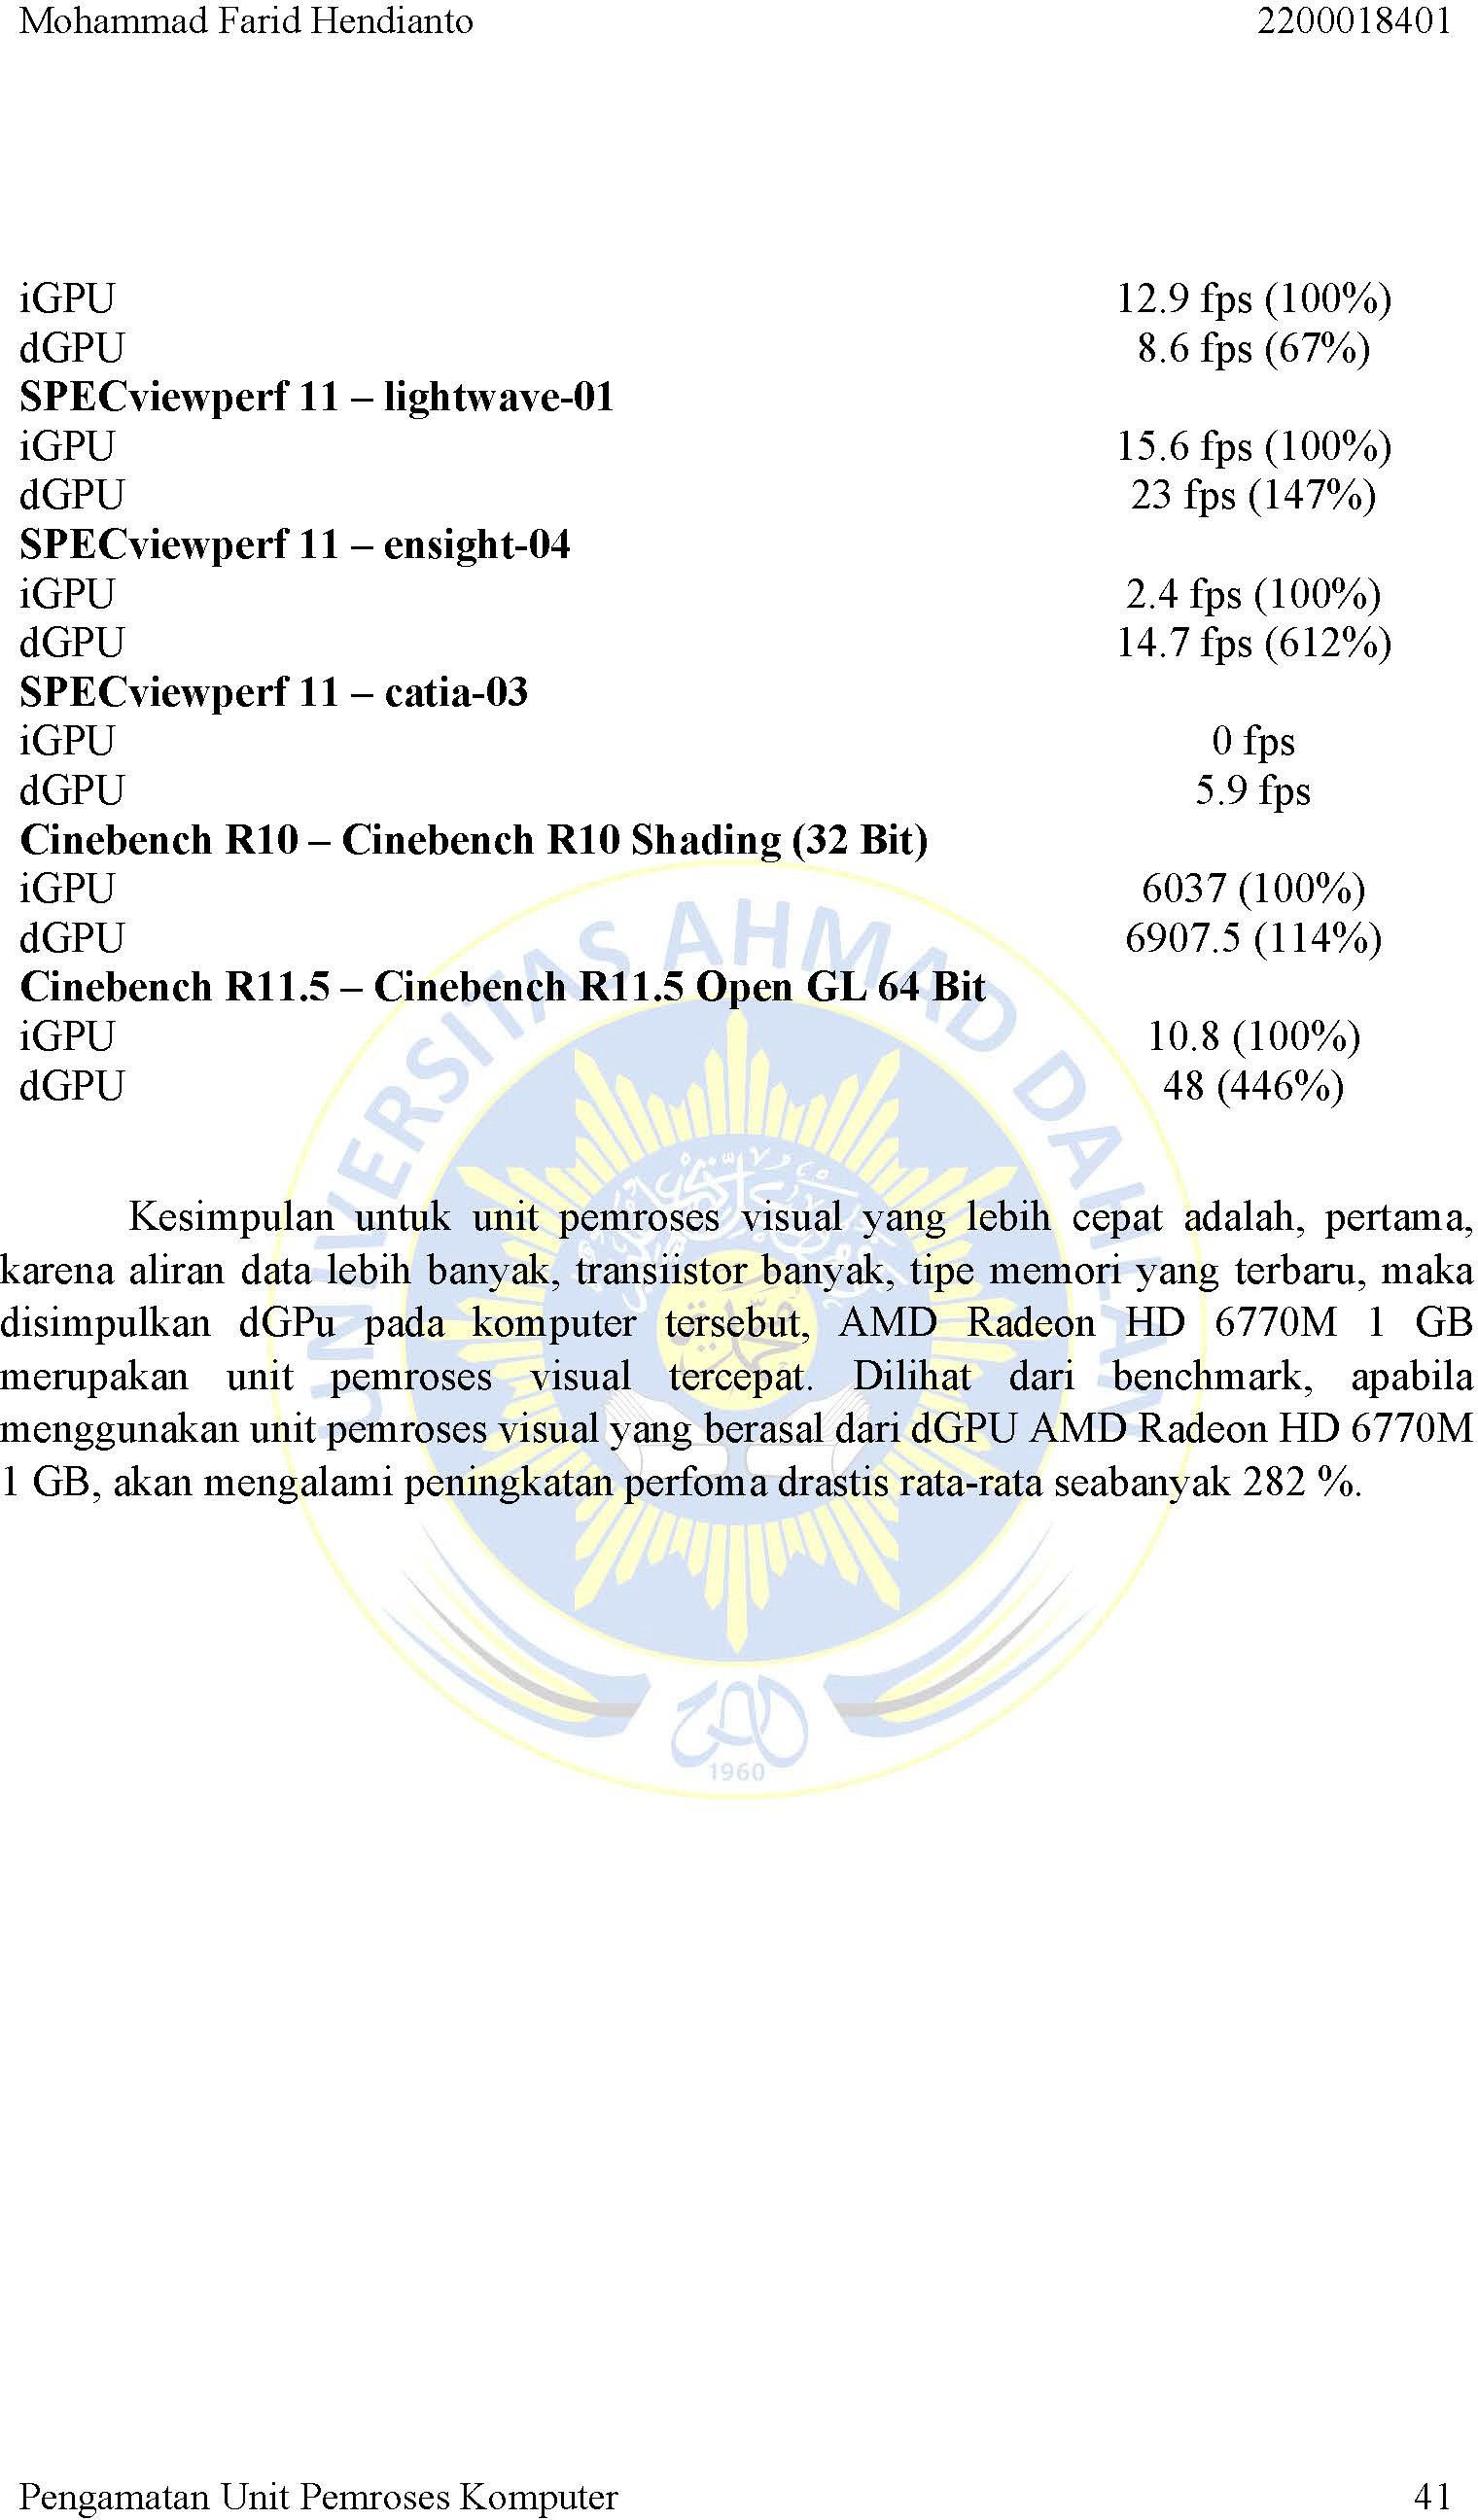 Mohammad Farid Hendianto 2200018401
iGPU 12.9 fps (100%)
dGPU 8.6 fps (67%)
SPECviewperf 11 – lightwave-01
iGPU 15.6 fps (100%)
dGPU 23 fps (147%)
SPECviewperf 11 – ensight-04
iGPU 2.4 fps (100%)
dGPU 14.7 fps (612%)
SPECviewperf 11 – catia-03
iGPU 0 fps
dGPU 5.9 fps
Cinebench R10 – Cinebench R10 Shading (32 Bit)
iGPU 6037 (100%)
dGPU 6907.5 (114%)
Cinebench R11.5 – Cinebench R11.5 Open GL 64 Bit
iGPU 10.8 (100%)
dGPU 48 (446%)
Kesimpulan untuk unit pemroses visual yang lebih cepat adalah, pertama,
karena aliran data lebih banyak, transiistor banyak, tipe memori yang terbaru, maka
disimpulkan dGPu pada komputer tersebut, AMD Radeon HD 6770M 1 GB
merupakan unit pemroses visual tercepat. Dilihat dari benchmark, apabila
menggunakan unit pemroses visual yang berasal dari dGPU AMD Radeon HD 6770M
1 GB, akan mengalami peningkatan perfoma drastis rata-rata seabanyak 282 %.
UNIVERSITAS AHMAD DAHLAN
1960
Pengamatan Unit Pemroses Komputer 41